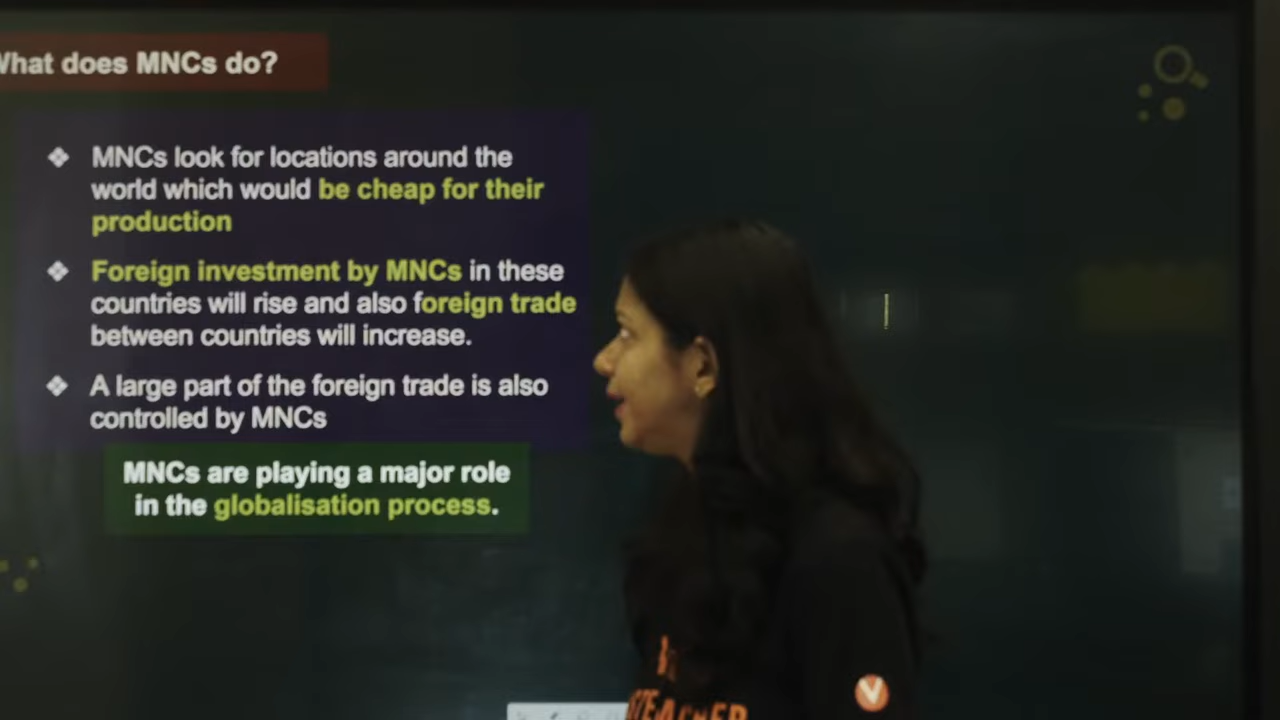 What does MNCs do?
❖ MNCs look for locations around the
world which would be cheap for their
production
❖ Foreign investment by MNCs in these
countries will rise and also foreign trade
between countries will increase.
❖ A large part of the foreign trade is also
controlled by MNCs
MNCs are playing a major role
in the globalisation process.
V